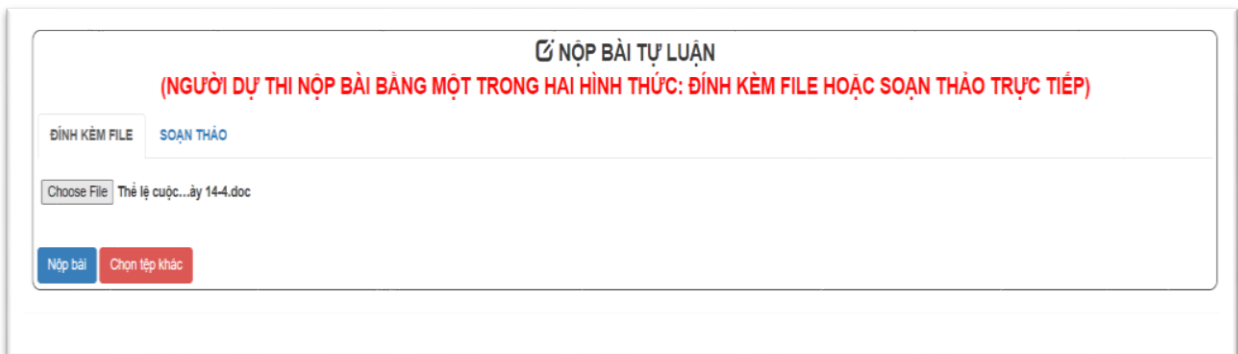 NỘP BÀI TỰ LUẬN
(NGƯỜI DỰ THI NỘP BÀI BẰNG MỘT TRONG HAI HÌNH THỨC: ĐÍNH KÈM FILE HOẶC SOẠN THẢO TRỰC TIẾP)
ĐÍNH KÈM FILE SOẠN THẢO
Choose File Thể lệ cuộc...ày 14-4.doc
Nộp bài Chọn tệp khác